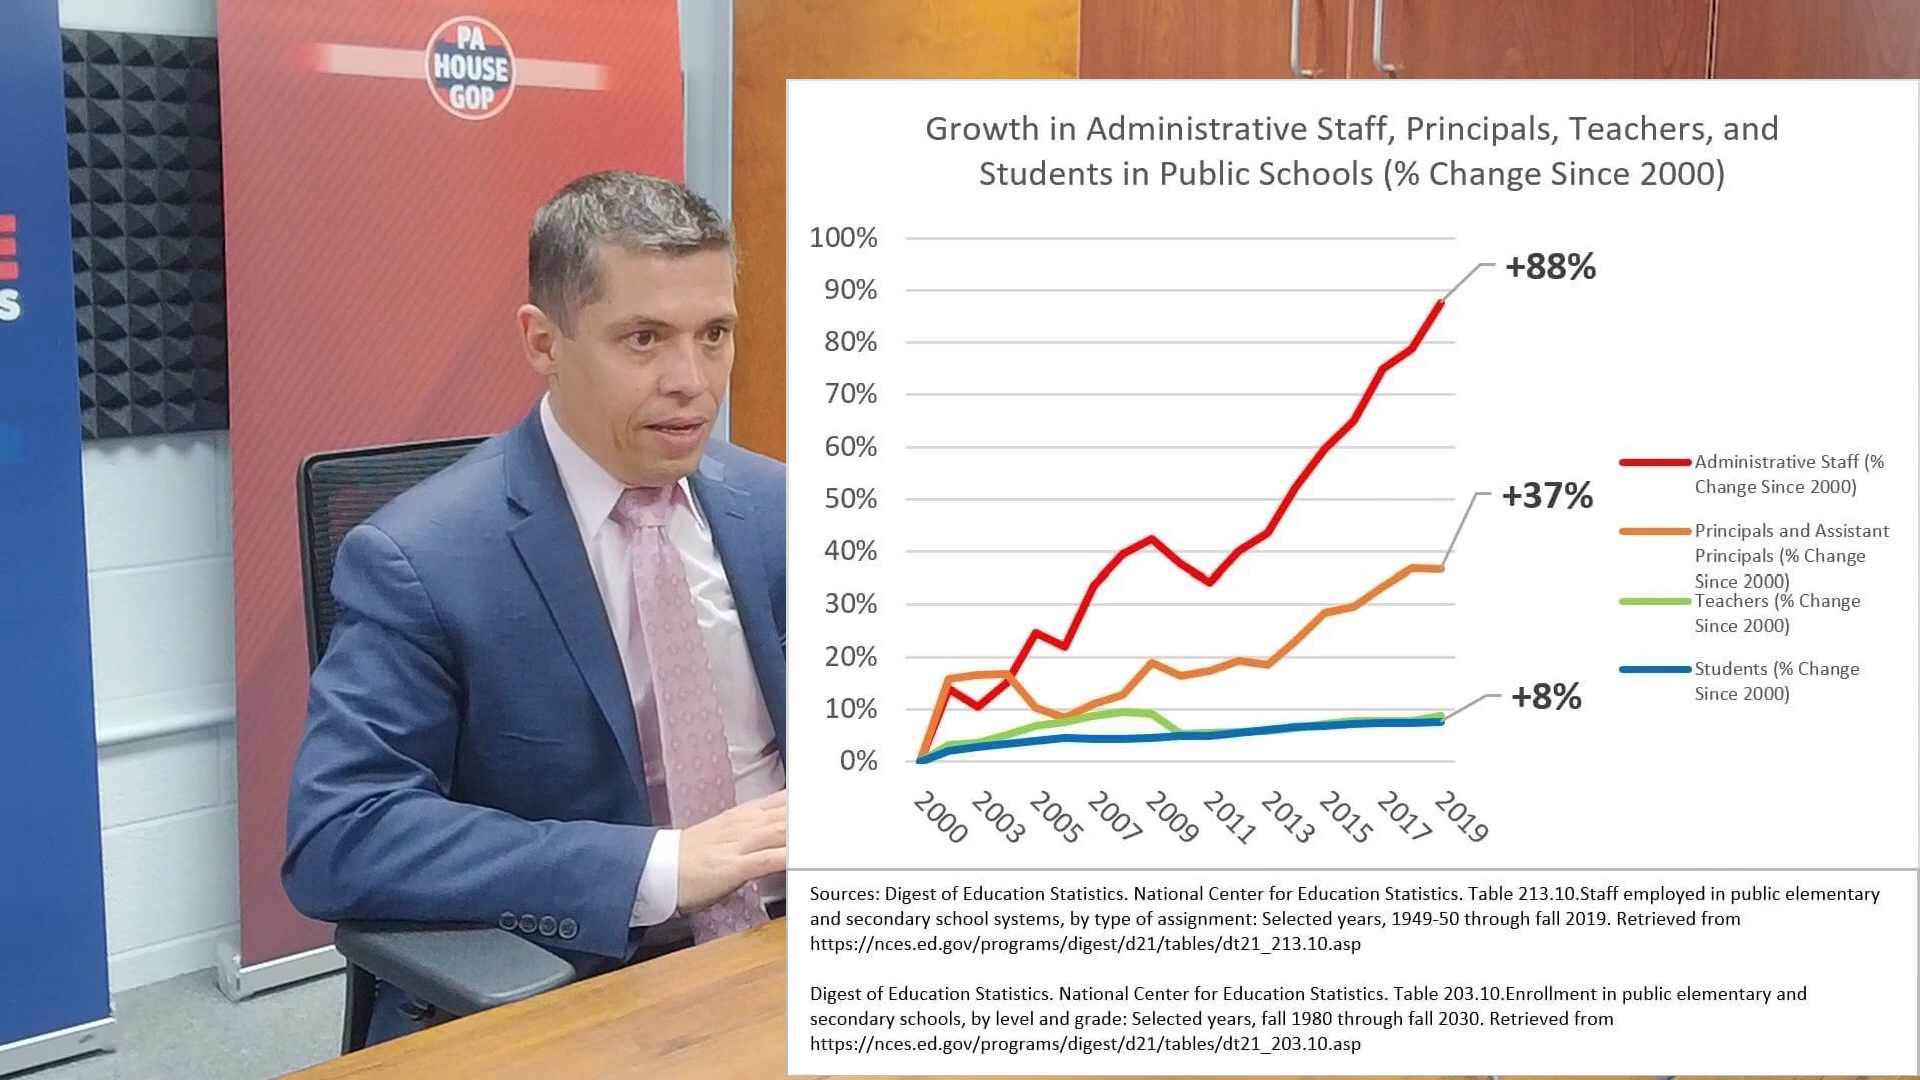 PA
HOUSE
GOP
S
Growth in Administrative Staff, Principals, Teachers, and
Students in Public Schools (% Change Since 2000)
100%
90%
80%
70%
60%
50%
40%
30%
20%
10%
0%
+88%
+37%
+8%
2000
2003
2005
2007
2009
2011
2013
2015
2017
2019
Administrative Staff (%
Change Since 2000)
Principals and Assistant
Principals (% Change
Since 2000)
Teachers (% Change
Since 2000)
Students (% Change
Since 2000)
Sources: Digest of Education Statistics. National Center for Education Statistics. Table 213.10.Staff employed in public elementary
and secondary school systems, by type of assignment: Selected years, 1949-50 through fall 2019. Retrieved from
https://nces.ed.gov/programs/digest/d21/tables/dt21_213.10.asp
Digest of Education Statistics. National Center for Education Statistics. Table 203.10.Enrollment in public elementary and
secondary schools, by level and grade: Selected years, fall 1980 through fall 2030. Retrieved from
https://nces.ed.gov/programs/digest/d21/tables/dt21_203.10.asp